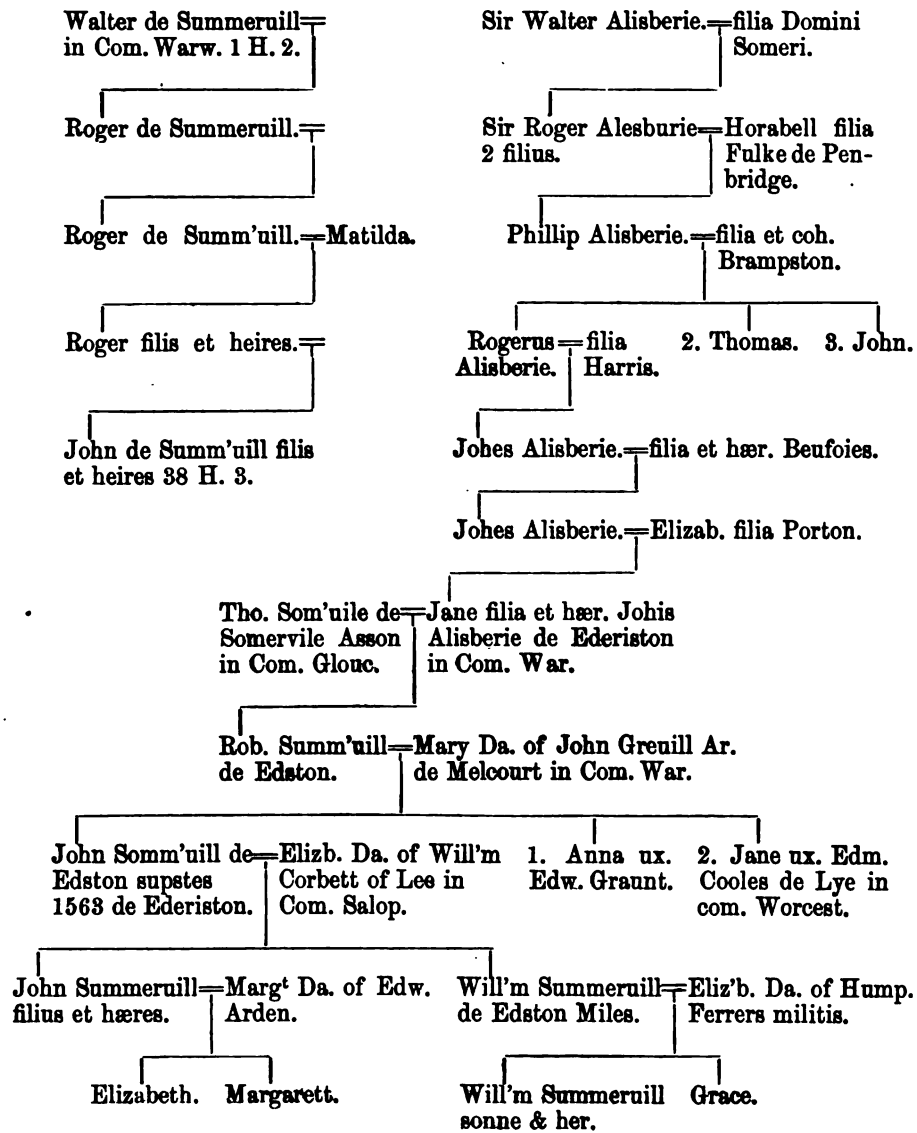 Walter de Summeruill
in Com. Warw. 1 H. 2.
Sir Walter Alisberie. filia Domini
Someri.
Roger de Summeruill.
Sir Roger Alesburie Horabell filia
2 filius. Fulke de Pen-
bridge.
Roger de Summ'uill. Matilda.
Phillip Alisberie. filia et coh.
Brampston.
Roger filis et heires.
Rogerus filia 2. Thomas. 3. John.
Alisberie. Harris.
John de Summ'uill filis
et heires 38 H. 3.
Johes Alisberie. filia et hær. Beufoies.
Johes Alisberie. Elizab. filia Porton.
Tho. Som'uile de Jane filia et hær. Johis
Somervile Asson Alisberie de Ederiston
in Com. Glouc. in Com. War.
Rob. Summ'uill Mary Da. of John Greuill Ar.
de Edston. de Melcourt in Com. War.
John Somm'uill de Elizb. Da. of Will'm 1. Anna ux. 2. Jane ux. Edm.
Edston supstes Corbett of Lee in Edw. Graunt. Cooles de Lye in
1563 de Ederiston. Com. Salop. com. Worcest.
John Summeruill Margt Da. of Edw. Will'm Summeruill Eliz'b. Da. of Hump.
filius et hæres. Arden. de Edston Miles. Ferrers militis.
Elizabeth. Margarett. Will'm Summeruill Grace.
sonne & her.